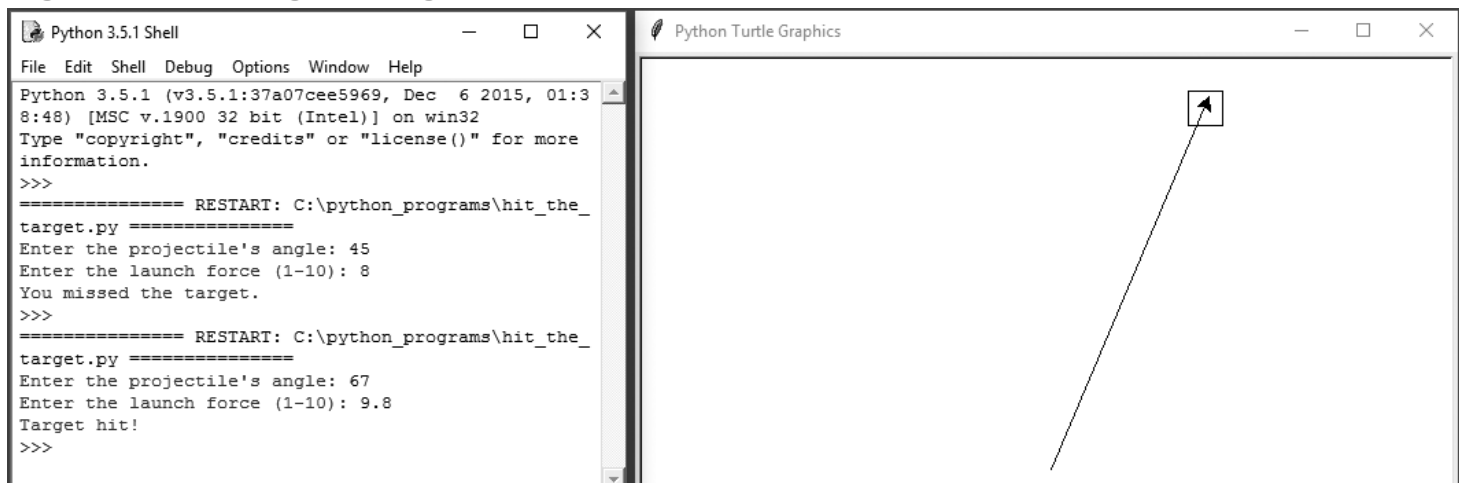 Python 3.5.1 Shell
File Edit Shell Debug Options Window Help
Python 3.5.1 (v3.5.1:37a07cee5969, Dec  6 2015, 01:3
8:48) [MSC v.1900 32 bit (Intel)] on win32
Type "copyright", "credits" or "license()" for more
information.
>>>
=============== RESTART: C:\python_programs\hit_the_
target.py ===============
Enter the projectile's angle: 45
Enter the launch force (1-10): 8
You missed the target.
>>>
=============== RESTART: C:\python_programs\hit_the_
target.py ===============
Enter the projectile's angle: 67
Enter the launch force (1-10): 9.8
Target hit!
>>>
Python Turtle Graphics